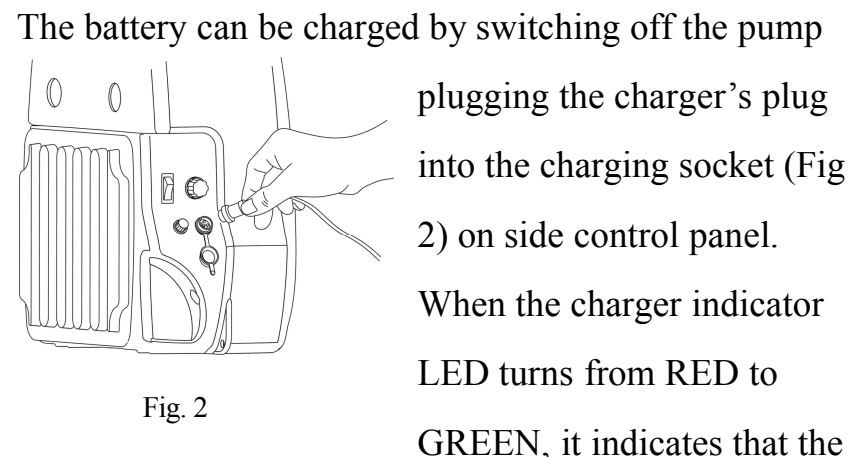 The battery can be charged by switching off the pump
plugging the charger’s plug
into the charging socket (Fig
2) on side control panel.
When the charger indicator
LED turns from RED to
GREEN, it indicates that the
Fig. 2